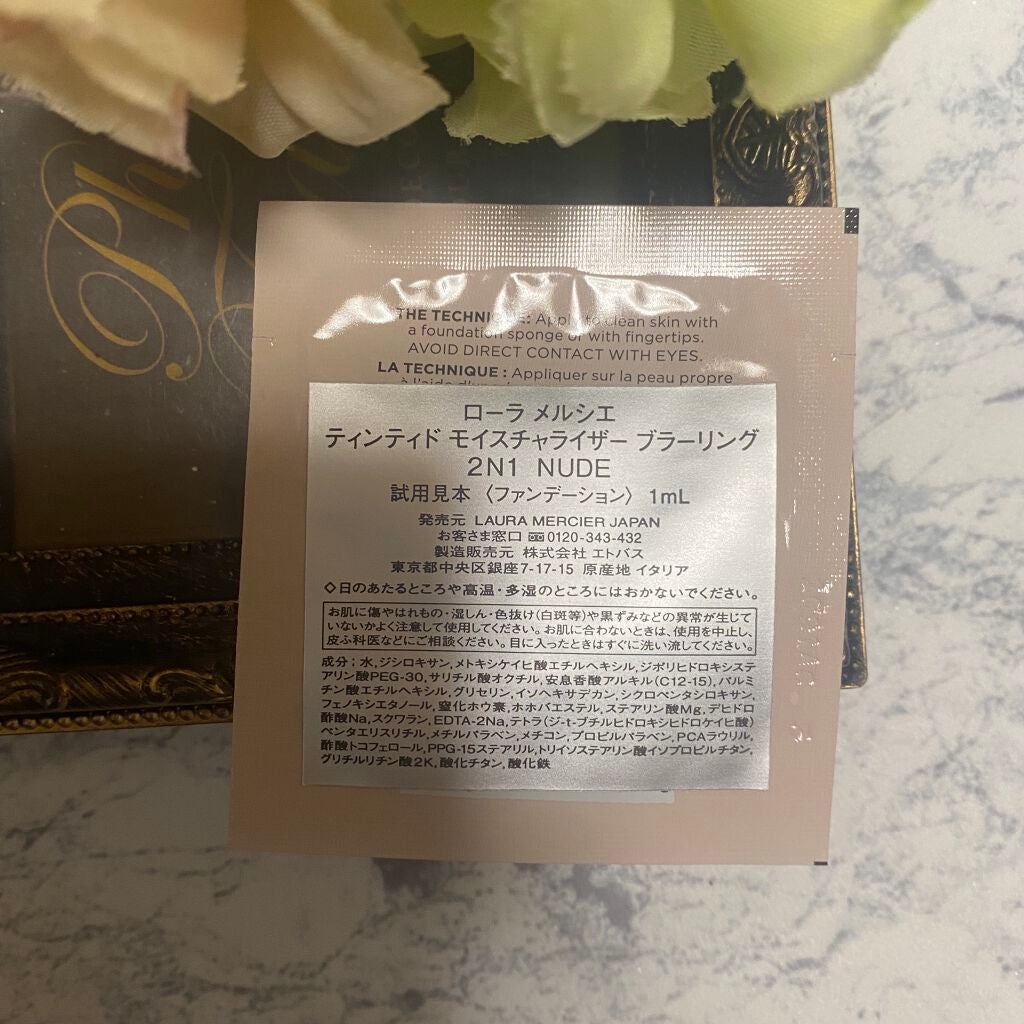 THE TECHNIQUE: Apply to clean skin with
a foundation sponge or with fingertips.
AVOID DIRECT CONTACT WITH EYES.
LA TECHNIQUE : Appliquer sur la peau propre
ローラ メルシエ
ティンティド モイスチャライザー ブラーリング
2N1 NUDE
試用見本 〈ファンデーション〉 1mL
発売元 LAURA MERCIER JAPAN
お客さま窓口 0120-343-432
製造販売元 株式会社 エトバス
東京都中央区銀座7-17-15 原産地 イタリア
◇日のあたるところや高温・多湿のところにはおかないでください。
お肌に傷やはれもの・湿しん・色抜け(白斑等)や黒ずみなどの異常が生じて
いないかよく注意して使用してください。お肌に合わないときは、使用を中止し、
皮ふ科医などにご相談ください。目に入ったときはすぐに洗い流してください。
成分:水,ジシロキサン,メトキシケイヒ酸エチルヘキシル,ジポリヒドロキシステ
アリン酸PEG-30,サリチル酸オクチル,安息香酸アルキル(C12-15),パルミ
チン酸エチルヘキシル,グリセリン,イソヘキサデカン,シクロペンタシロキサン,
フェノキシエタノール,窒化ホウ素,ホホバエステル,ステアリン酸Mg,デヒドロ
酢酸Na,スクワラン,EDTA-2Na,テトラ(ジ-t-ブチルヒドロキシヒドロケイヒ酸)
ペンタエリスリチル,メチルパラベン,メチコン,プロピルパラベン,PCAラウリル,
酢酸トコフェロール,PPG-15ステアリル,トリイソステアリン酸イソプロピルチタン,
グリチルリチン酸2K,酸化チタン,酸化鉄